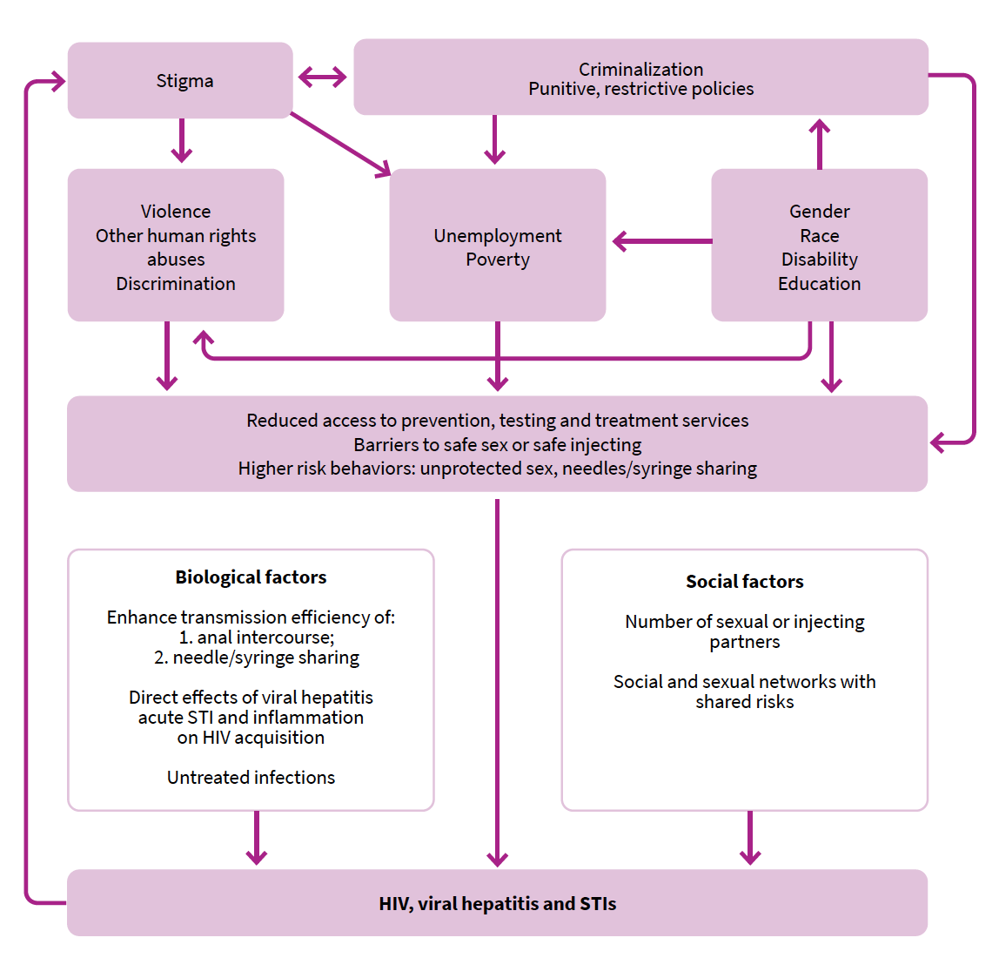 Stigma
Criminalization
Punitive, restrictive policies
Violence
Other human rights
abuses
Discrimination
Unemployment
Poverty
Gender
Race
Disability
Education
Reduced access to prevention, testing and treatment services
Barriers to safe sex or safe injecting
Higher risk behaviors: unprotected sex, needles/syringe sharing
Biological factors
Enhance transmission efficiency of:
1. anal intercourse;
2. needle/syringe sharing
Direct effects of viral hepatitis
acute STI and inflammation
on HIV acquisition
Untreated infections
Social factors
Number of sexual or injecting
partners
Social and sexual networks with
shared risks
HIV, viral hepatitis and STIs